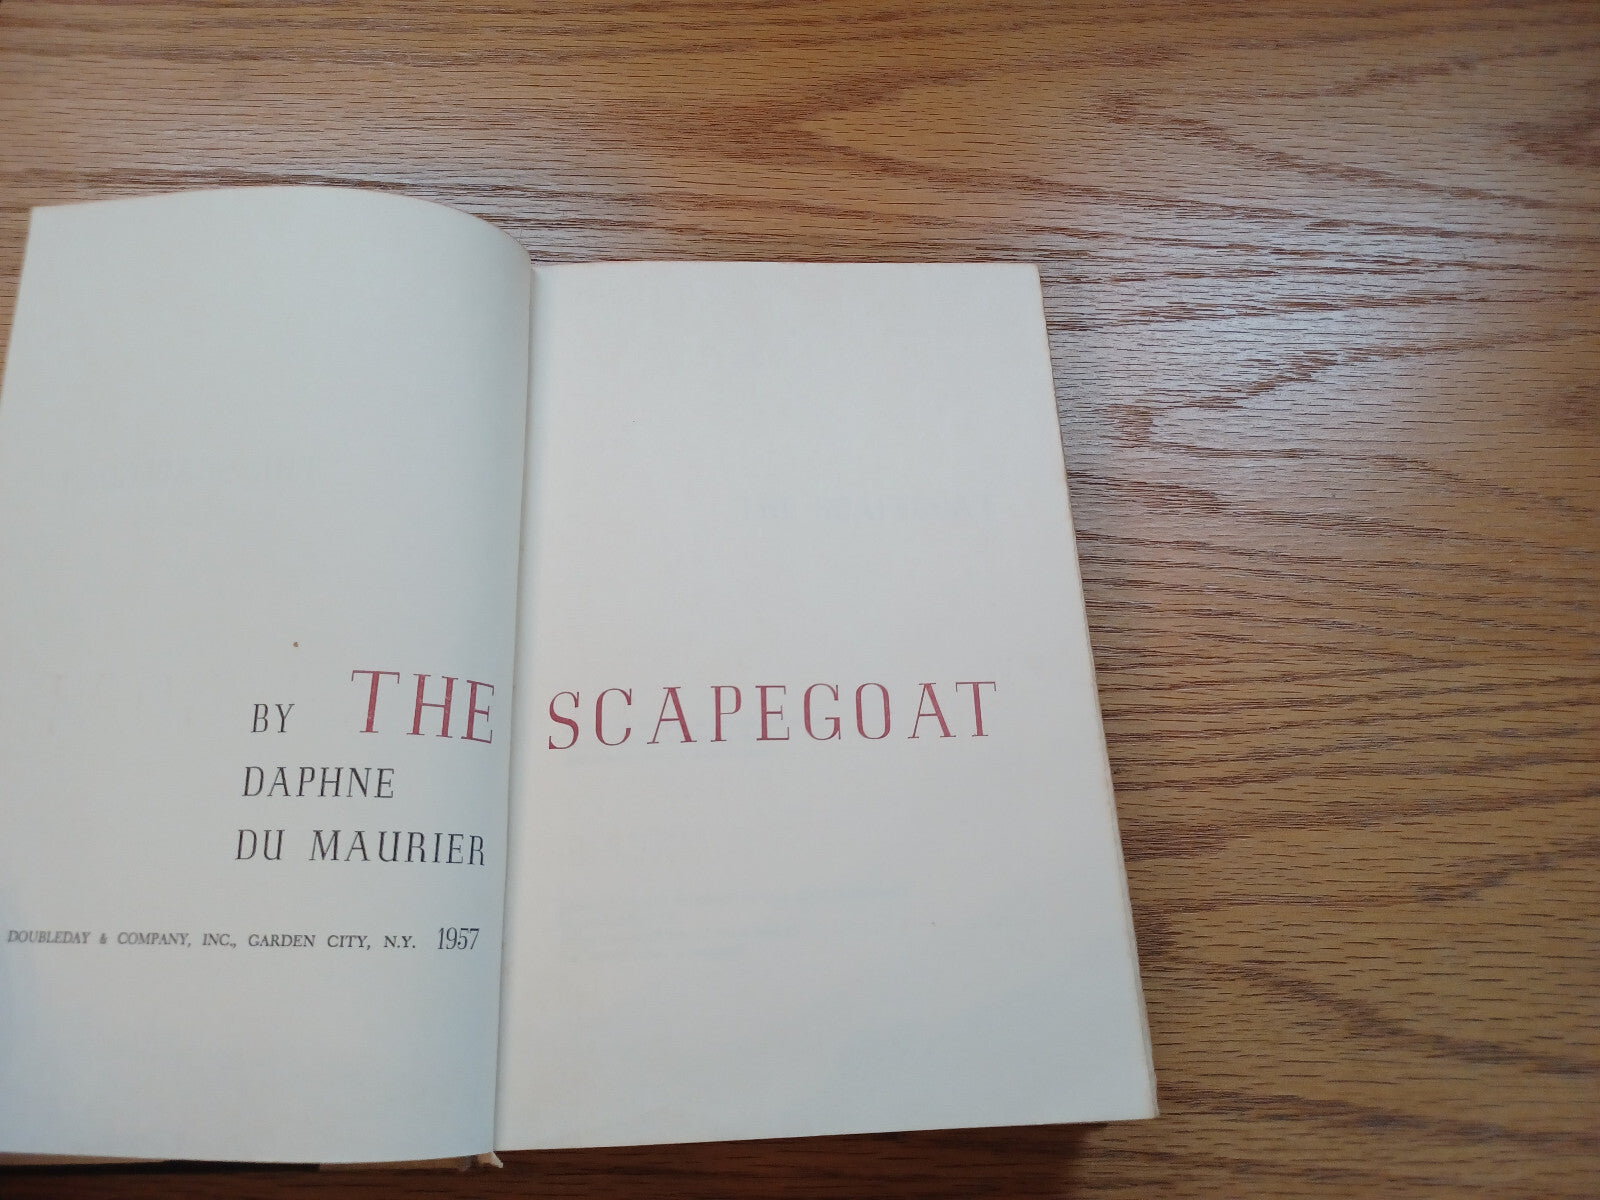 THE SCAPEGOAT
BY
DAPHNE
DU MAURIER
DOUBLEDAY & COMPANY, INC., GARDEN CITY, N.Y. 1957